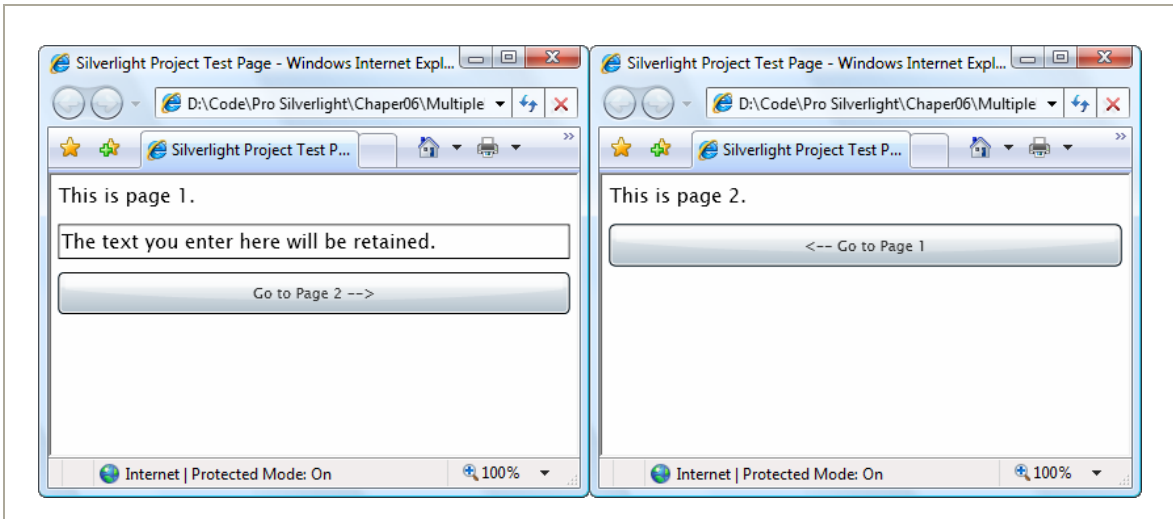 Silverlight Project Test Page - Windows Internet Expl...
D:\Code\Pro Silverlight\Chaper06\Multiple
Silverlight Project Test P...
This is page 1.
The text you enter here will be retained.
Go to Page 2 -->
Internet | Protected Mode: On
100%
Silverlight Project Test Page - Windows Internet Expl...
D:\Code\Pro Silverlight\Chaper06\Multiple
Silverlight Project Test P...
This is page 2.
<-- Go to Page 1
Internet | Protected Mode: On
100%